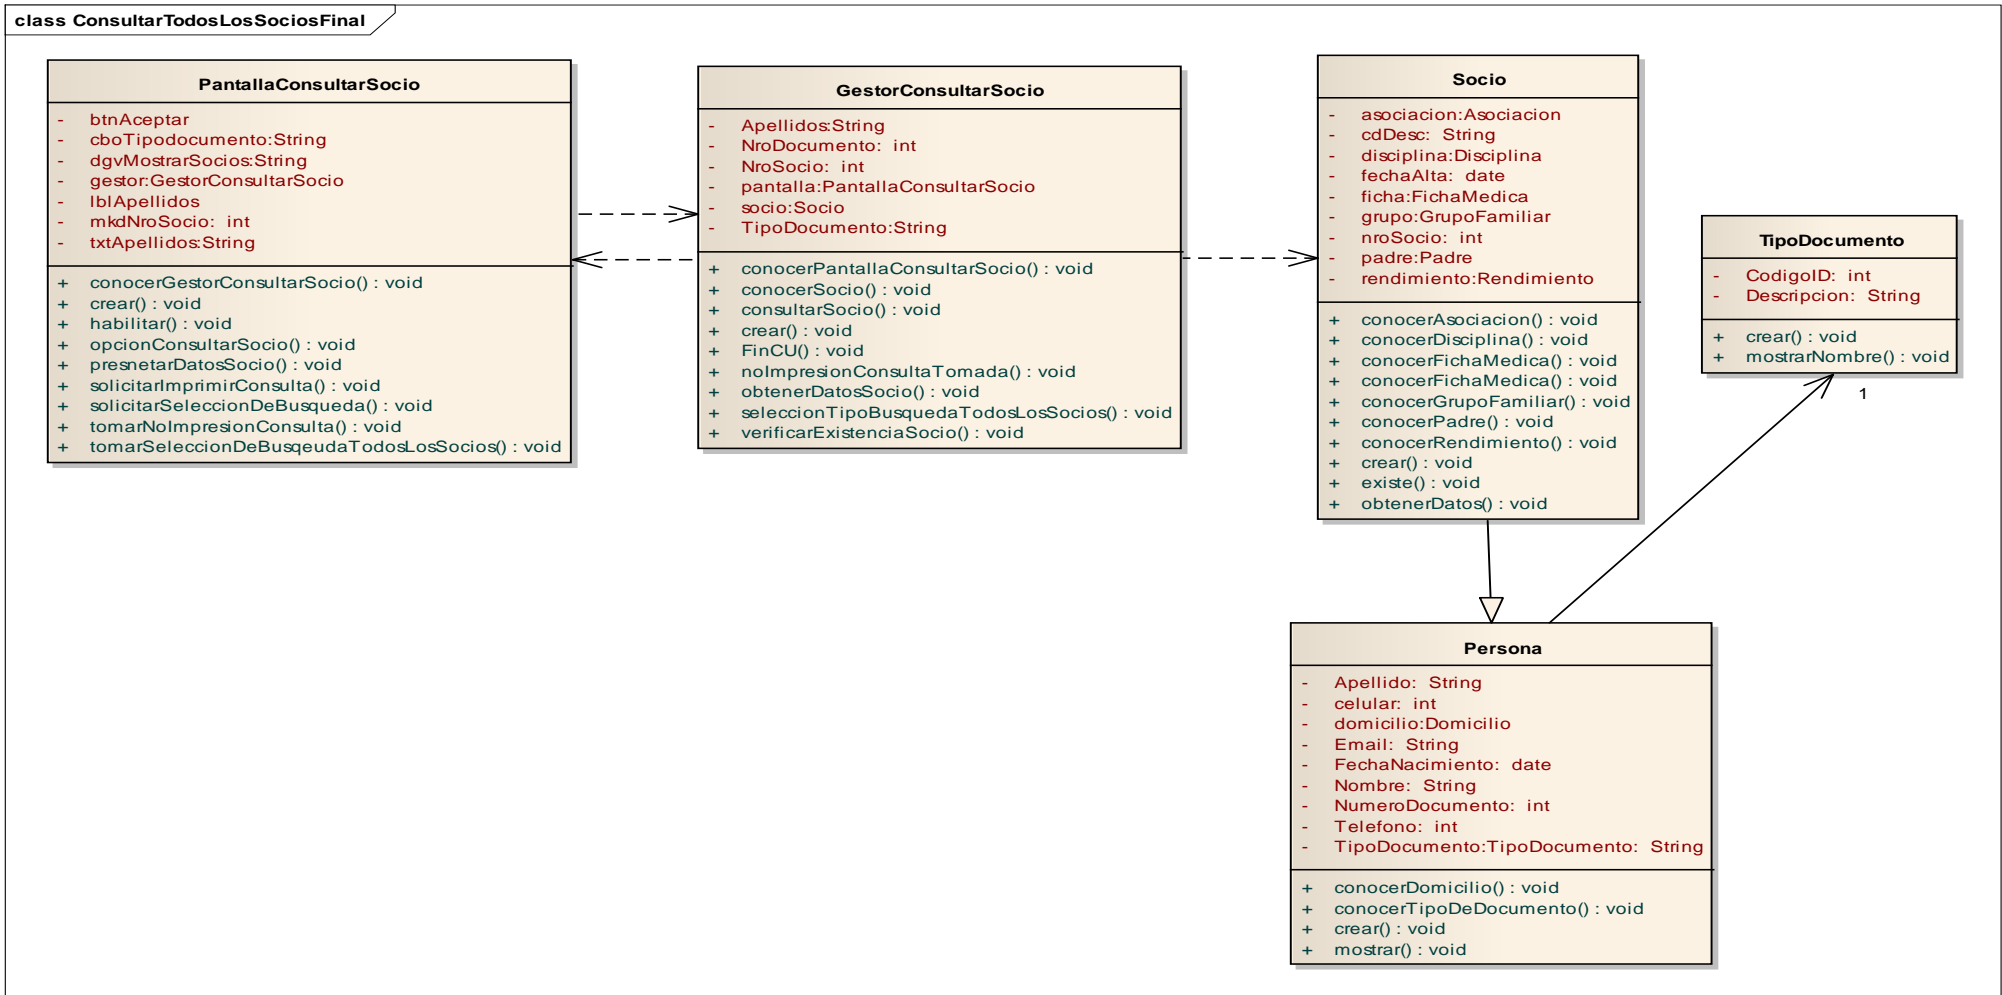 class ConsultarTodosLosSociosFinal
PantallaConsultarSocio
- btnAceptar
- cboTipodocumento:String
- dgvMostrarSocios:String
- gestor:GestorConsultarSocio
- lblApellidos
- mkdNroSocio: int
- txtApellidos:String
+ conocerGestorConsultarSocio() : void
+ crear() : void
+ habilitar() : void
+ opcionConsultarSocio() : void
+ presnetarDatosSocio() : void
+ solicitarImprimirConsulta() : void
+ solicitarSeleccionDeBusqueda() : void
+ tomarNoImpresionConsulta() : void
+ tomarSeleccionDeBusqeudaTodosLosSocios() : void
GestorConsultarSocio
- Apellidos:String
- NroDocumento: int
- NroSocio: int
- pantalla:PantallaConsultarSocio
- socio:Socio
- TipoDocumento:String
+ conocerPantallaConsultarSocio() : void
+ conocerSocio() : void
+ consultarSocio() : void
+ crear() : void
+ FinCU() : void
+ noImpresionConsultaTomada() : void
+ obtenerDatosSocio() : void
+ seleccionTipoBusquedaTodosLosSocios() : void
+ verificarExistenciaSocio() : void
Socio
- asociacion:Asociacion
- cdDesc: String
- disciplina:Disciplina
- fechaAlta: date
- ficha:FichaMedica
- grupo:GrupoFamiliar
- nroSocio: int
- padre:Padre
- rendimiento:Rendimiento
+ conocerAsociacion() : void
+ conocerDisciplina() : void
+ conocerFichaMedica() : void
+ conocerFichaMedica() : void
+ conocerGrupoFamiliar() : void
+ conocerPadre() : void
+ conocerRendimiento() : void
+ crear() : void
+ existe() : void
+ obtenerDatos() : void
TipoDocumento
- CodigoID: int
- Descripcion: String
+ crear() : void
+ mostrarNombre() : void
1
Persona
- Apellido: String
- celular: int
- domicilio:Domicilio
- Email: String
- FechaNacimiento: date
- Nombre: String
- NumeroDocumento: int
- Telefono: int
- TipoDocumento:TipoDocumento: String
+ conocerDomicilio() : void
+ conocerTipoDeDocumento() : void
+ crear() : void
+ mostrar() : void